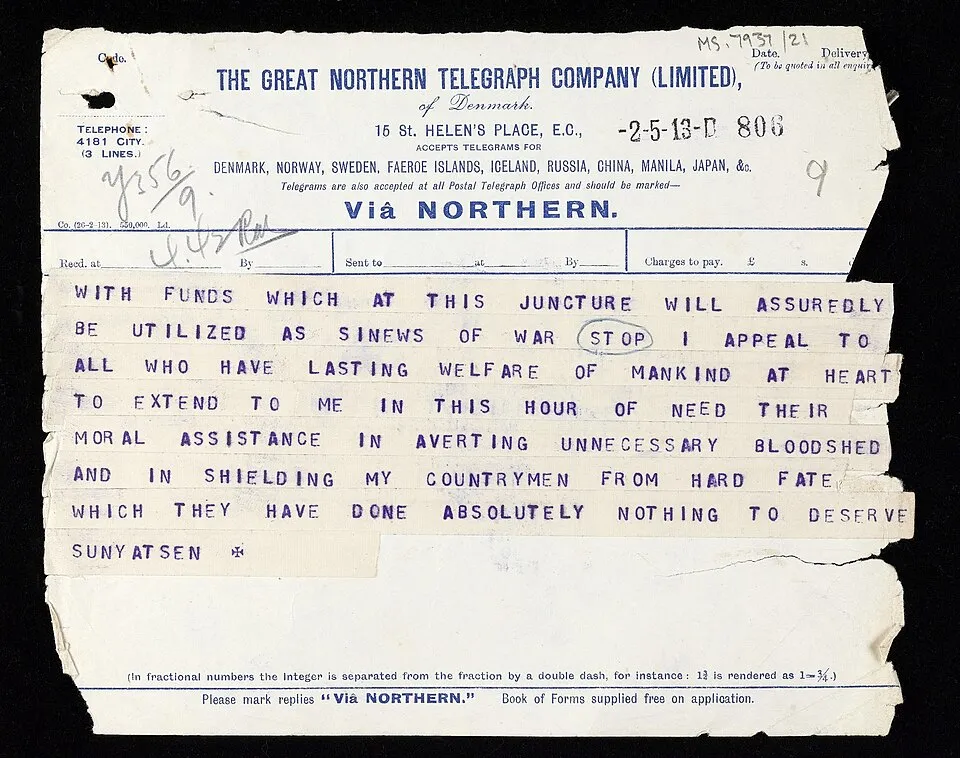 MS. 7937/21
Code.
Date. Delivery
(To be quoted in all enquir
THE GREAT NORTHERN TELEGRAPH COMPANY (LIMITED),
of Denmark.
TELEPHONE:
4181 CITY.
(3 LINES.)
15 St. HELEN'S PLACE, E.C.,
-2-5-13-D 806
ACCEPTS TELEGRAMS FOR
DENMARK, NORWAY, SWEDEN, FAEROE ISLANDS, ICELAND, RUSSIA, CHINA, MANILA, JAPAN, &c.
Telegrams are also accepted at all Postal Telegraph Offices and should be marked—
9
Viâ NORTHERN.
Co. (26-2-13). 550,000. Ld.
Recd. at By
Sent to at By
Charges to pay. £ s.
WITH FUNDS WHICH AT THIS JUNCTURE WILL ASSUREDLY
BE UTILIZED AS SINEWS OF WAR STOP I APPEAL TO
ALL WHO HAVE LASTING WELFARE OF MANKIND AT HEART
TO EXTEND TO ME IN THIS HOUR OF NEED THEIR
MORAL ASSISTANCE IN AVERTING UNNECESSARY BLOODSHED
AND IN SHIELDING MY COUNTRYMEN FROM HARD FATE
WHICH THEY HAVE DONE ABSOLUTELY NOTHING TO DESERVE
SUNYATSEN ✠
(In fractional numbers the Integer is separated from the fraction by a double dash, for instance: 1¾ is rendered as 1=¾.)
Please mark replies "Viâ NORTHERN." Book of Forms supplied free on application.